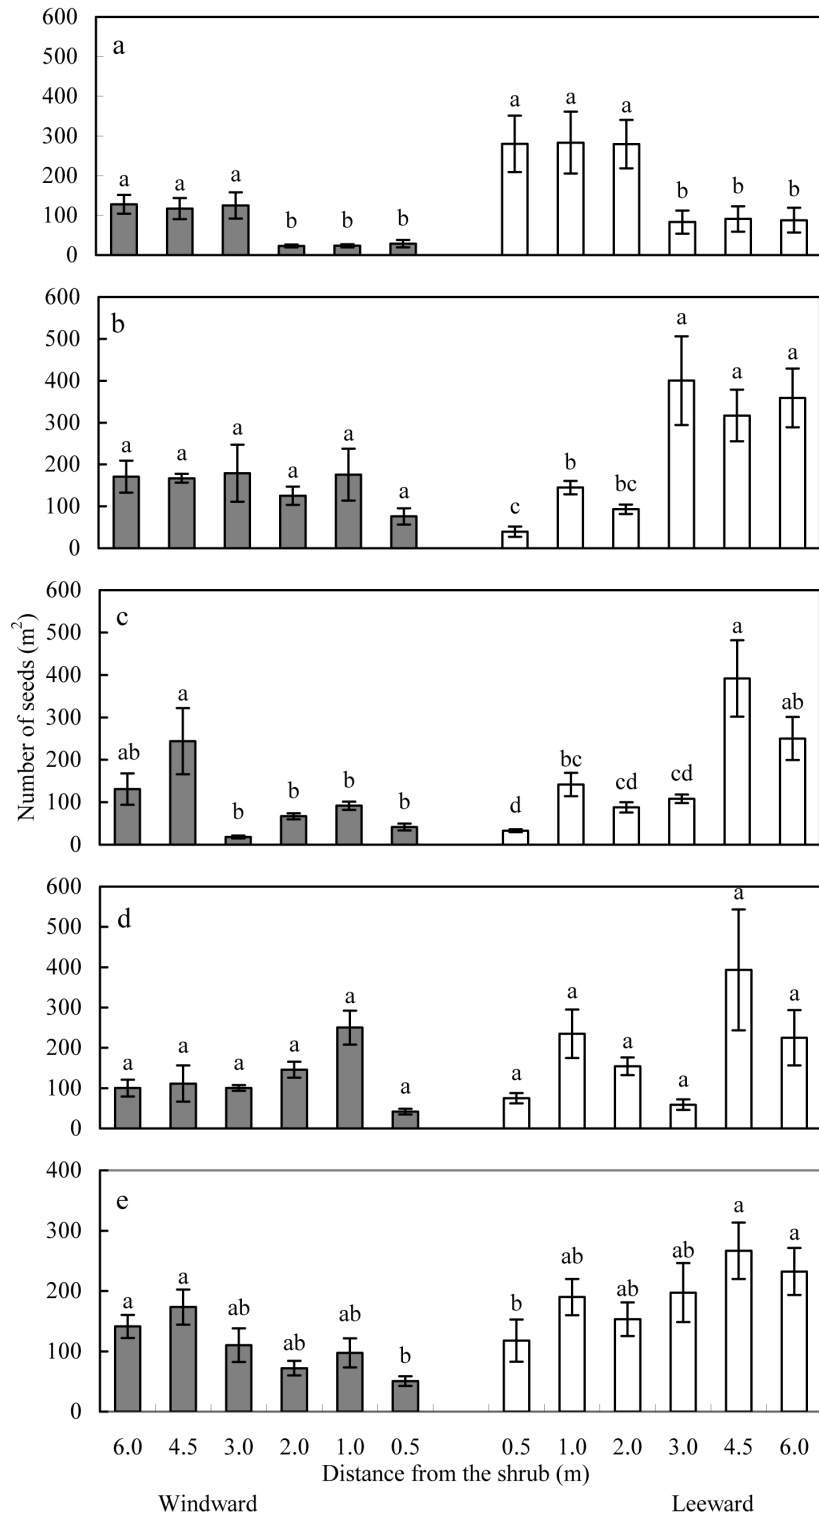 600
a
500
400
300
200
100
0
a a a b b b a a a b b b
600
b
500
400
300
200
100
0
a a a a a a c b bc a a a
Number of seeds (m²)
600
c
500
400
300
200
100
0
ab a b b b b d bc cd cd a ab
600
d
500
400
300
200
100
0
a a a a a a a a a a a a
400
e
300
200
100
0
a a ab ab ab b b ab ab ab a a
6.0 4.5 3.0 2.0 1.0 0.5 0.5 1.0 2.0 3.0 4.5 6.0
Distance from the shrub (m)
Windward Leeward